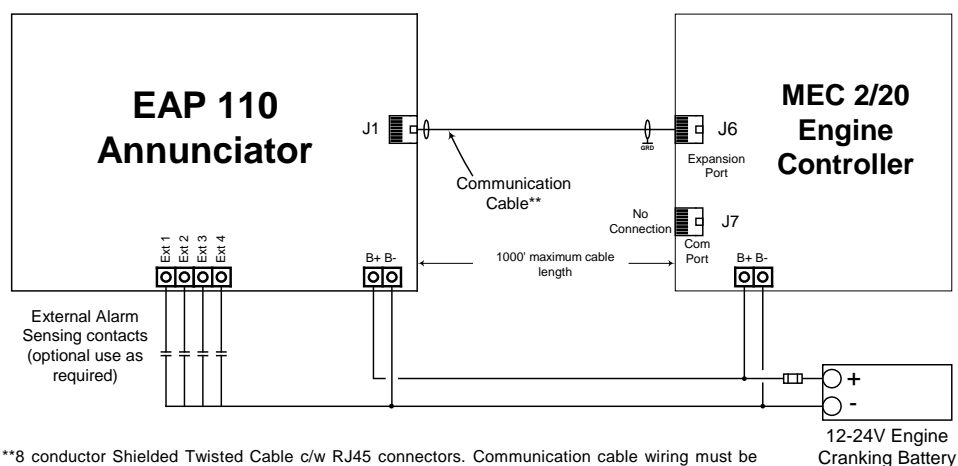 EAP 110
Annunciator
MEC 2/20
Engine
Controller
J1
J6
GRD
Expansion
Port
Communication
Cable**
No
Connection
J7
Com
Port
Ext 1
Ext 2
Ext 3
Ext 4
B+ B-
1000' maximum cable
length
B+ B-
External Alarm
Sensing contacts
(optional use as
required)
+
-
12-24V Engine
Cranking Battery
**8 conductor Shielded Twisted Cable c/w RJ45 connectors. Communication cable wiring must be